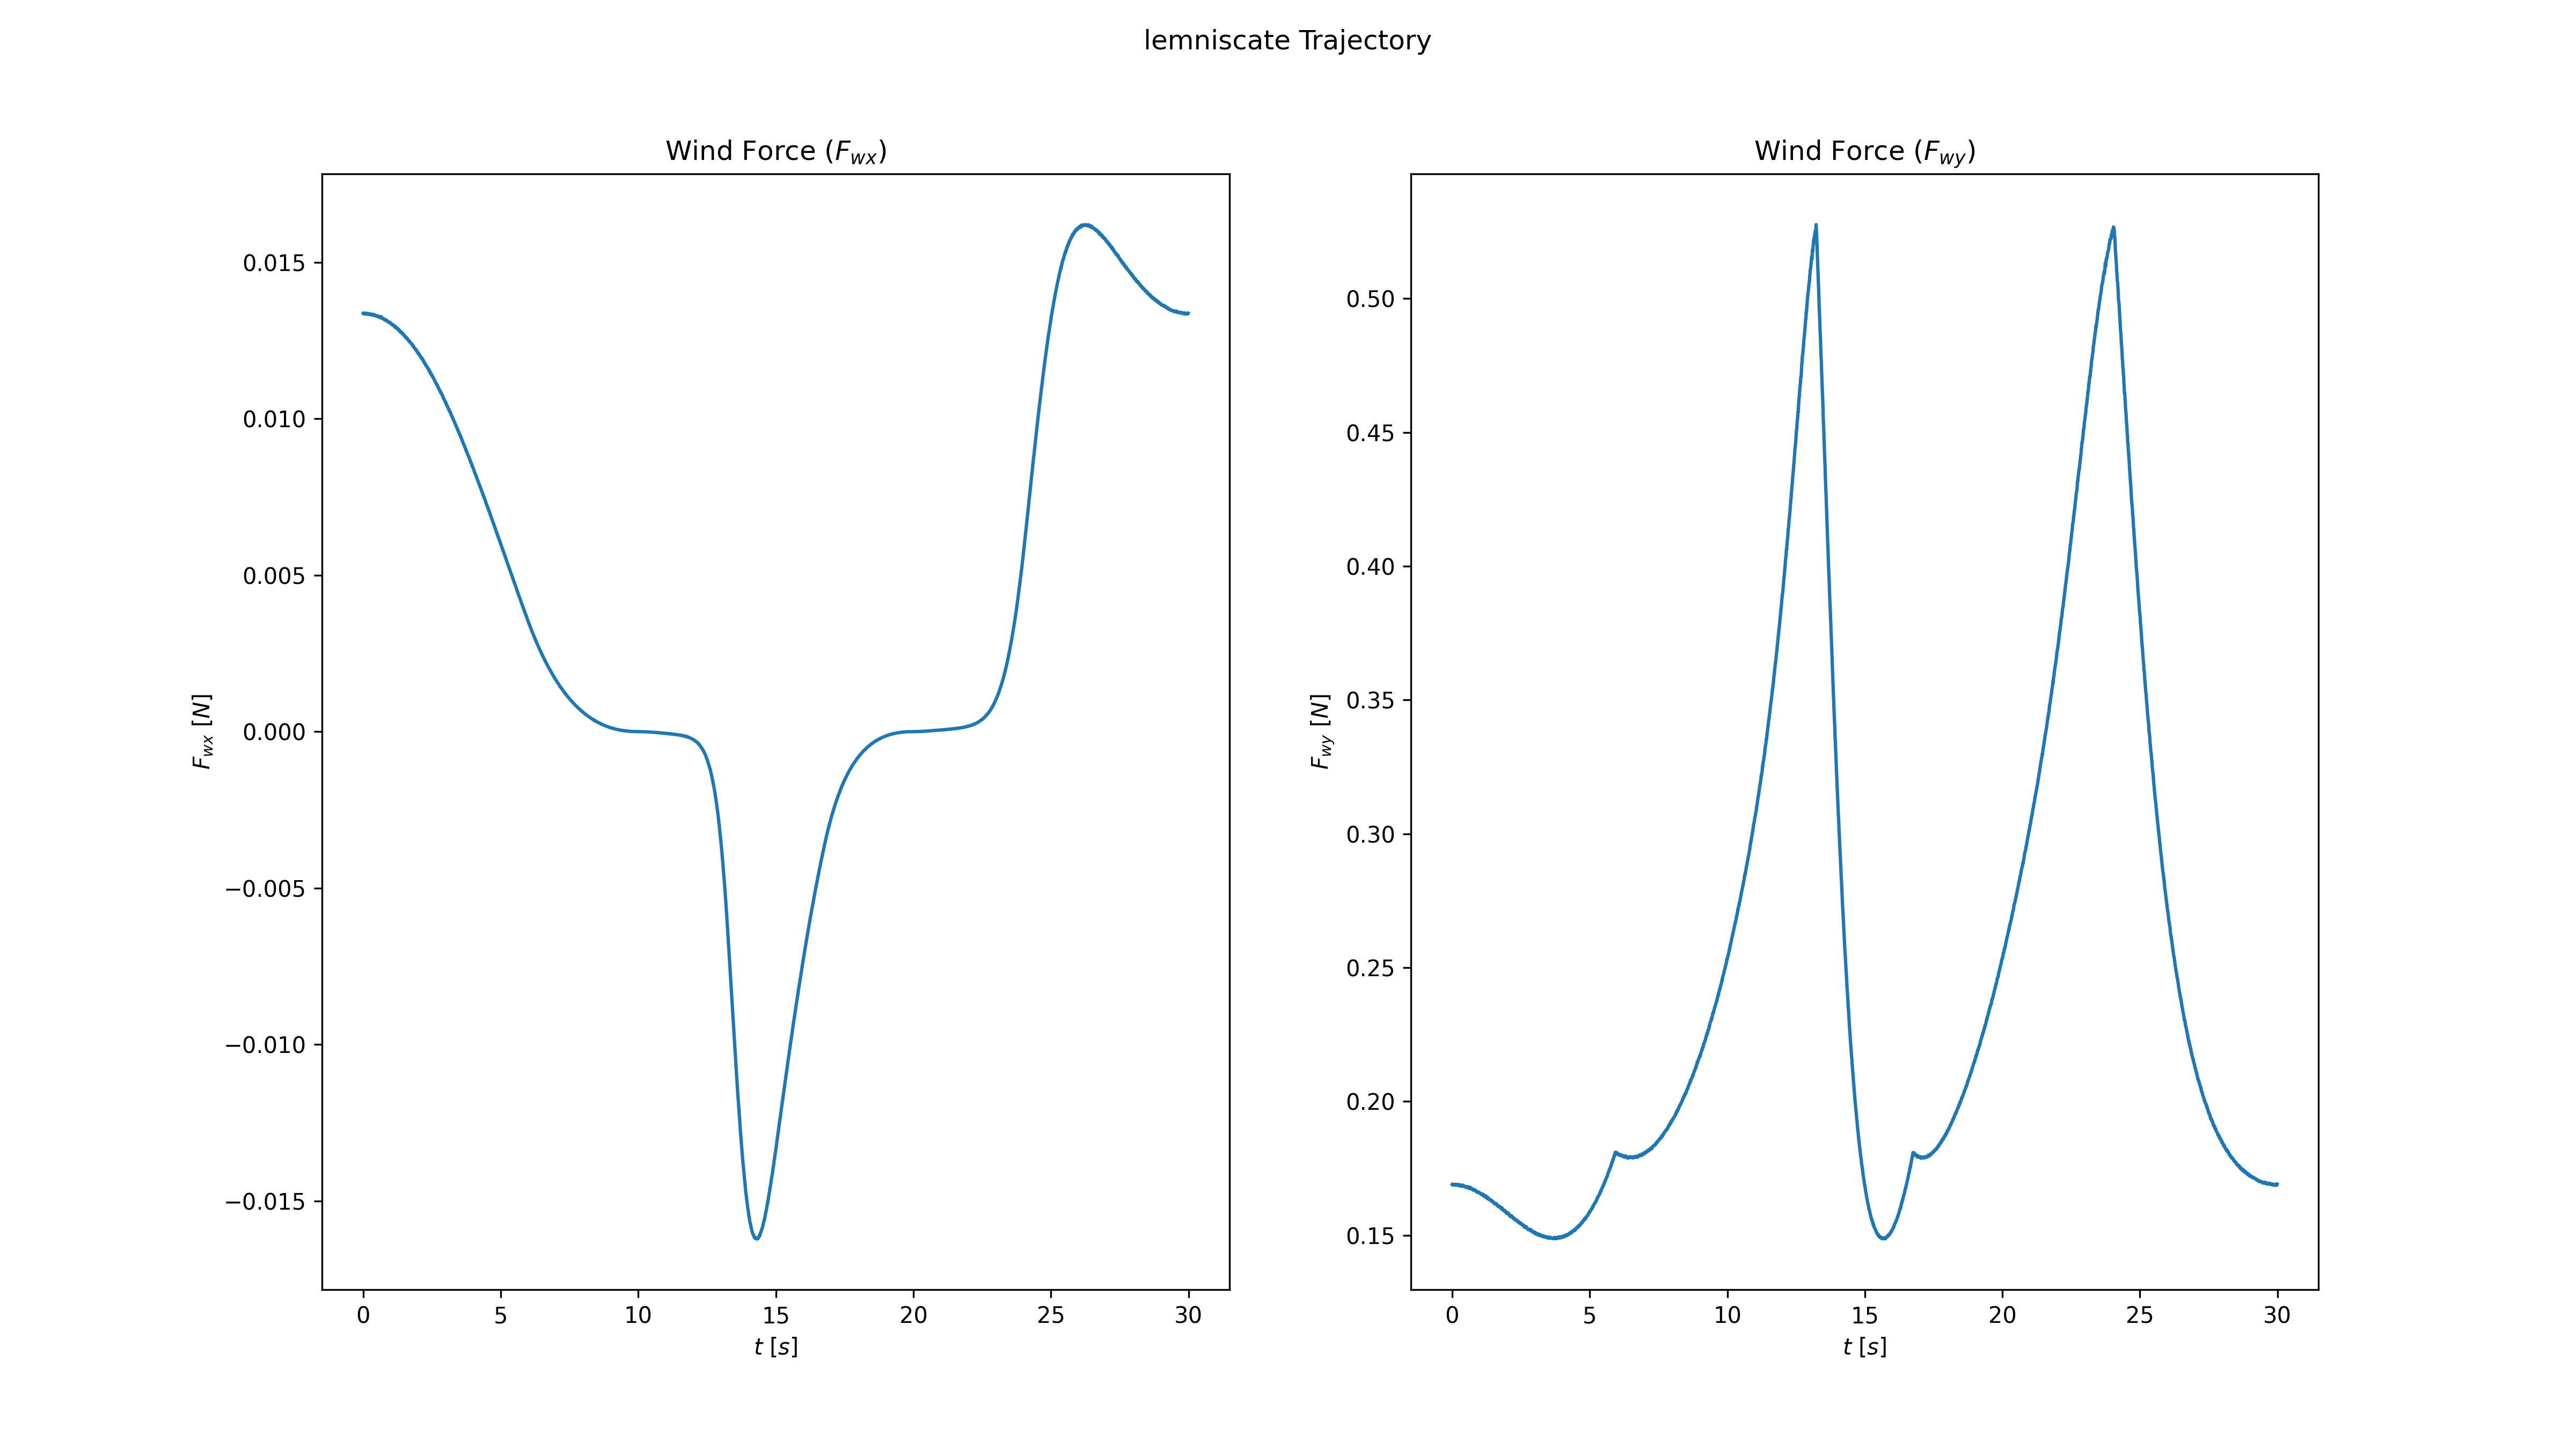 lemniscate Trajectory
Wind Force (F_wx)
0.015
0.010
0.005
0.000
−0.005
−0.010
−0.015
F_wx [N]
0 5 10 15 20 25 30
t [s]
Wind Force (F_wy)
0.50
0.45
0.40
0.35
0.30
0.25
0.20
0.15
F_wy [N]
0 5 10 15 20 25 30
t [s]